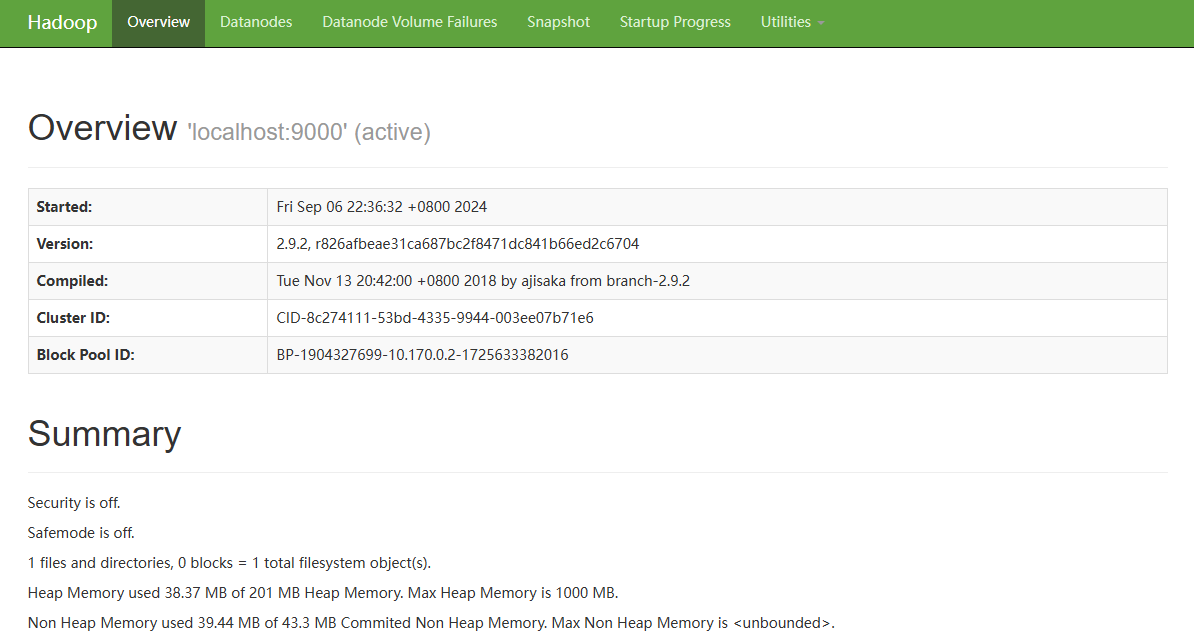 Hadoop Overview Datanodes Datanode Volume Failures Snapshot Startup Progress Utilities
Overview 'localhost:9000' (active)
Started: Fri Sep 06 22:36:32 +0800 2024
Version: 2.9.2, r826afbeae31ca687bc2f8471dc841b66ed2c6704
Compiled: Tue Nov 13 20:42:00 +0800 2018 by ajisaka from branch-2.9.2
Cluster ID: CID-8c274111-53bd-4335-9944-003ee07b71e6
Block Pool ID: BP-1904327699-10.170.0.2-1725633382016
Summary
Security is off.
Safemode is off.
1 files and directories, 0 blocks = 1 total filesystem object(s).
Heap Memory used 38.37 MB of 201 MB Heap Memory. Max Heap Memory is 1000 MB.
Non Heap Memory used 39.44 MB of 43.3 MB Commited Non Heap Memory. Max Non Heap Memory is <unbounded>.